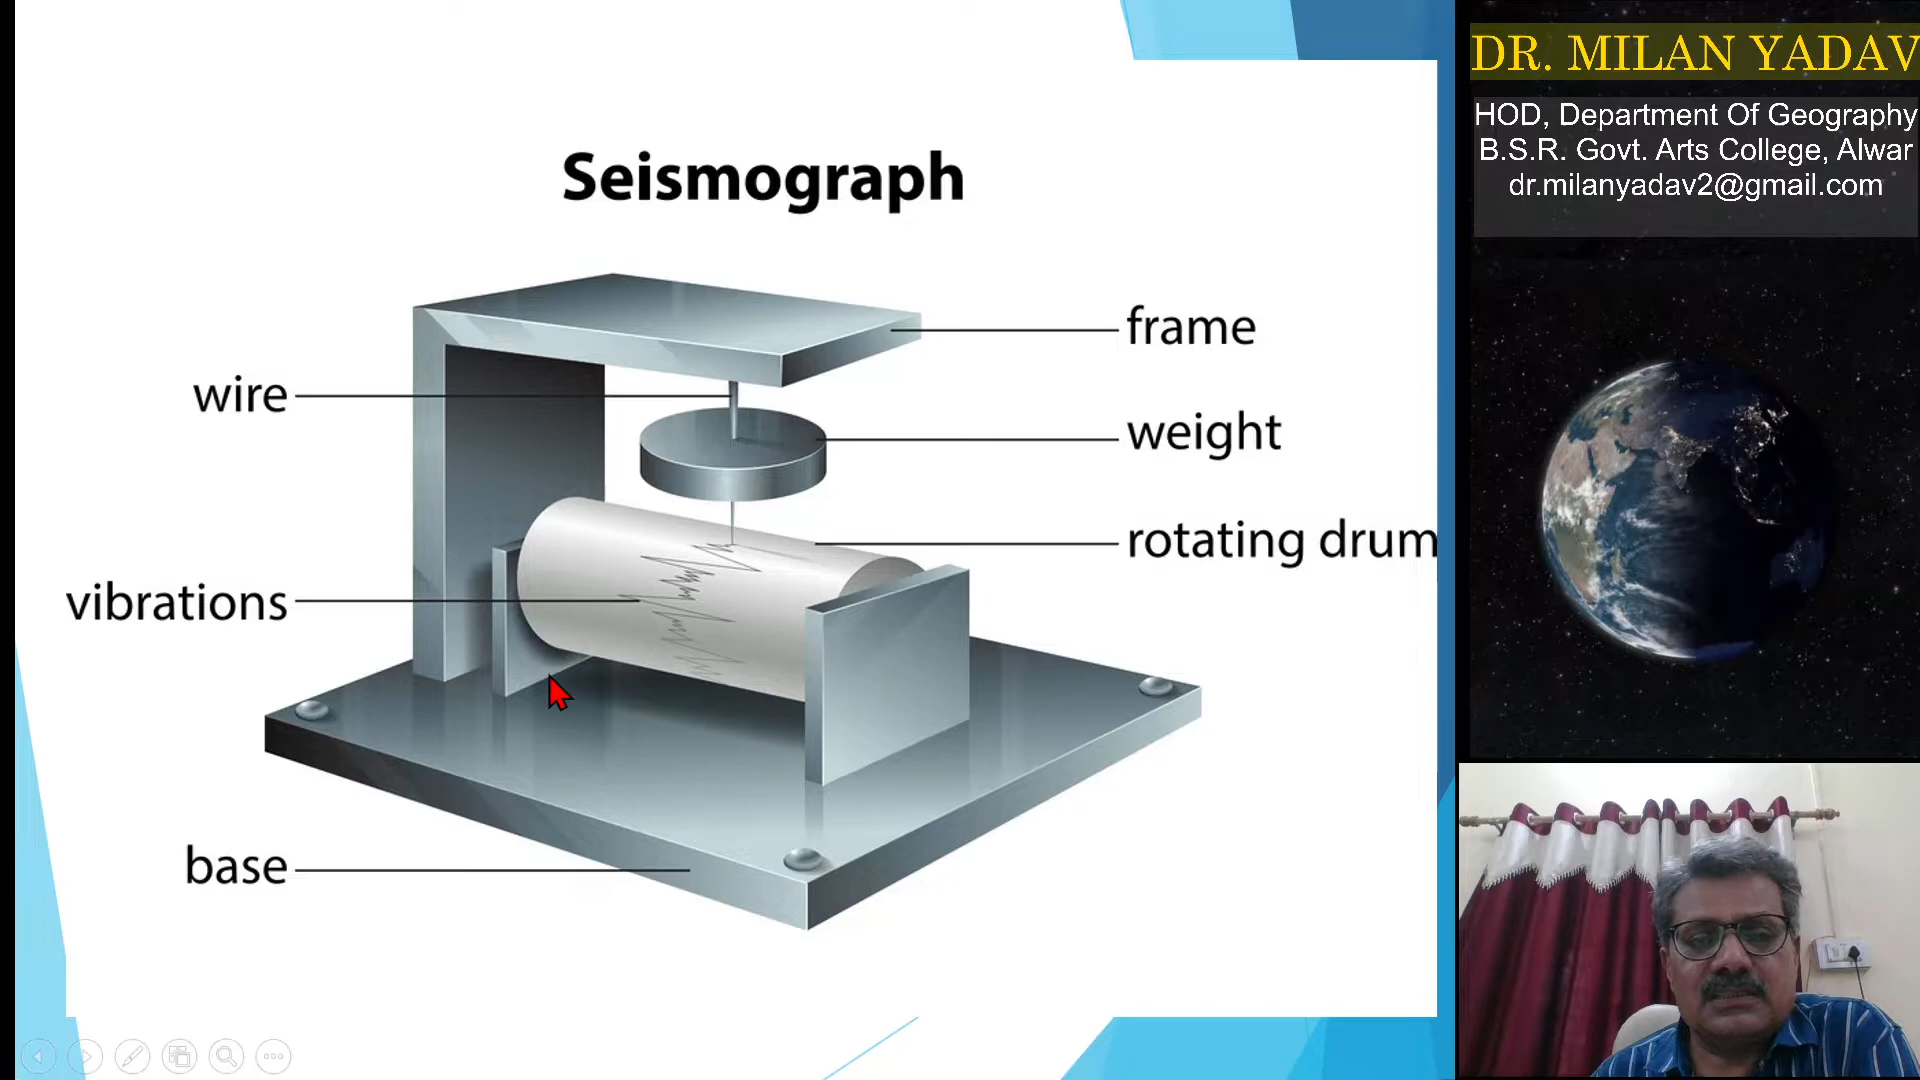 Seismograph
frame
wire
weight
rotating drum
vibrations
base
DR. MILAN YADAV
HOD, Department Of Geography
B.S.R. Govt. Arts College, Alwar
dr.milanyadav2@gmail.com